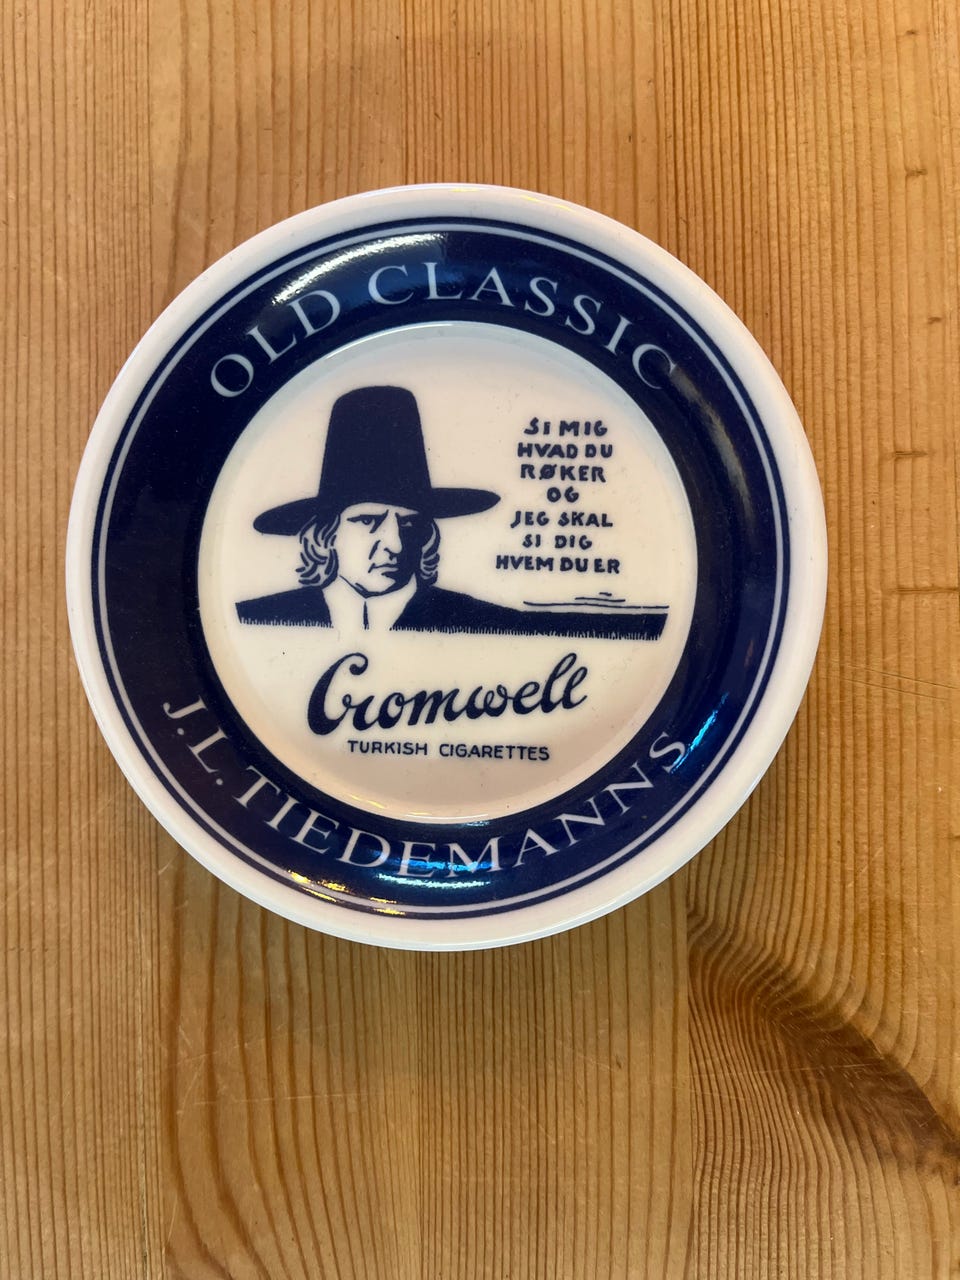 OLD CLASSIC
SI MIG
HVAD DU
RØKER
OG
JEG SKAL
SI DIG
HVEM DU ER
Cromwell
TURKISH CIGARETTES
J.L. TIEDEMANNS